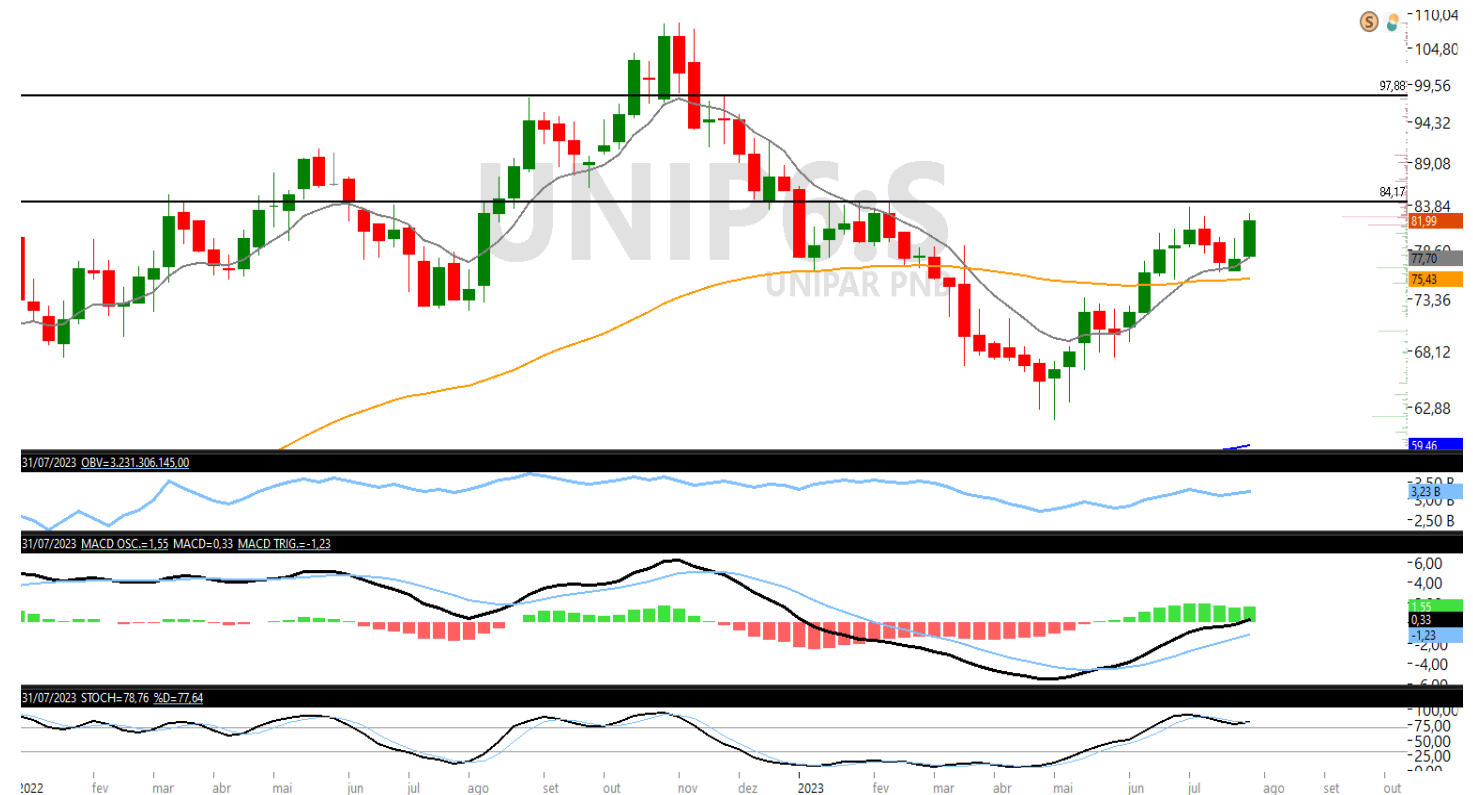 110,04
S
104,80
97,88
99,56
94,32
89,08
84,17
83,84
UNIP6:S
81,99
77,70
UNIPAR PNB
75,43
73,36
68,12
62,88
59,46
31/07/2023 OBV=3.231.306.145,00
3,23 B
3,00 B
2,50 B
31/07/2023 MACD OSC.=1,55 MACD=0,33 MACD TRIG.=-1,23
6,00
4,00
1,55
0,33
-1,23
-2,00
-4,00
31/07/2023 STOCH=78,76 %D=77,64
100,00
75,00
50,00
25,00
2022 fev mar abr mai jun jul ago set out nov dez 2023 fev mar abr mai jun jul ago set out